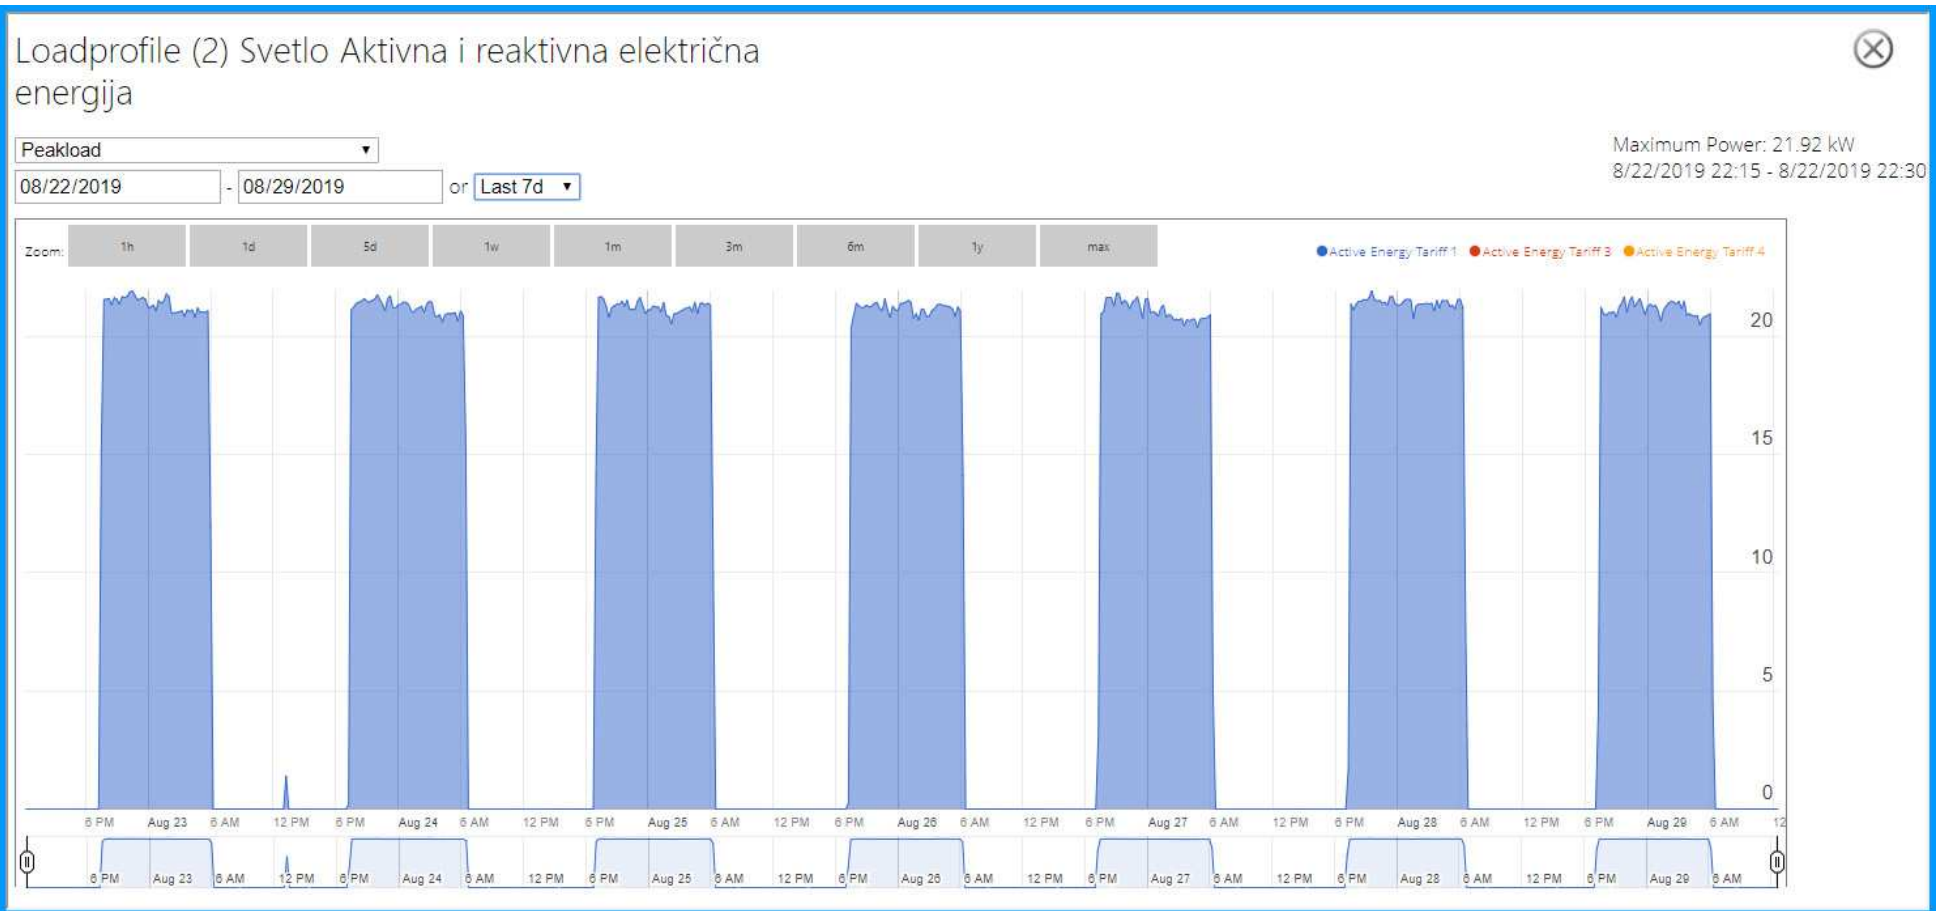 Loadprofile (2) Svetlo Aktivna i reaktivna električna
energija
Peakload
08/22/2019 - 08/29/2019 or Last 7d
Maximum Power: 21.92 kW
8/22/2019 22:15 - 8/22/2019 22:30
Zoom: 1h 1d 5d 1w 1m 3m 6m 1y max
Active Energy Tariff 1 Active Energy Tariff 3 Active Energy Tariff 4
20
15
10
5
0
6 PM Aug 23 6 AM 12 PM 6 PM Aug 24 6 AM 12 PM 6 PM Aug 25 6 AM 12 PM 6 PM Aug 26 6 AM 12 PM 6 PM Aug 27 6 AM 12 PM 6 PM Aug 28 6 AM 12 PM 6 PM Aug 29 6 AM 12
6 PM Aug 23 6 AM 12 PM 6 PM Aug 24 6 AM 12 PM 6 PM Aug 25 6 AM 12 PM 6 PM Aug 26 6 AM 12 PM 6 PM Aug 27 6 AM 12 PM 6 PM Aug 28 6 AM 12 PM 6 PM Aug 29 6 AM